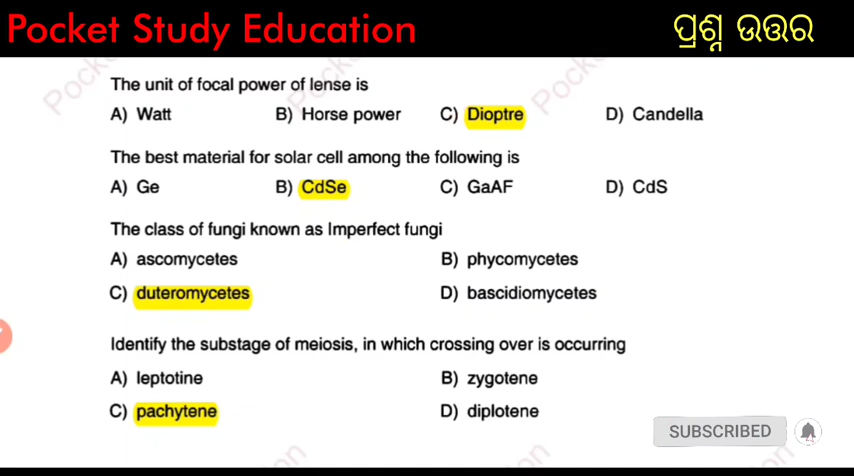 Pocket Study Education ପ୍ରଶ୍ନ ଉତ୍ତର
The unit of focal power of lense is
A) Watt B) Horse power C) Dioptre D) Candella
The best material for solar cell among the following is
A) Ge B) CdSe C) GaAF D) CdS
The class of fungi known as Imperfect fungi
A) ascomycetes B) phycomycetes
C) duteromycetes D) bascidiomycetes
Identify the substage of meiosis, in which crossing over is occurring
A) leptotine B) zygotene
C) pachytene D) diplotene
SUBSCRIBED